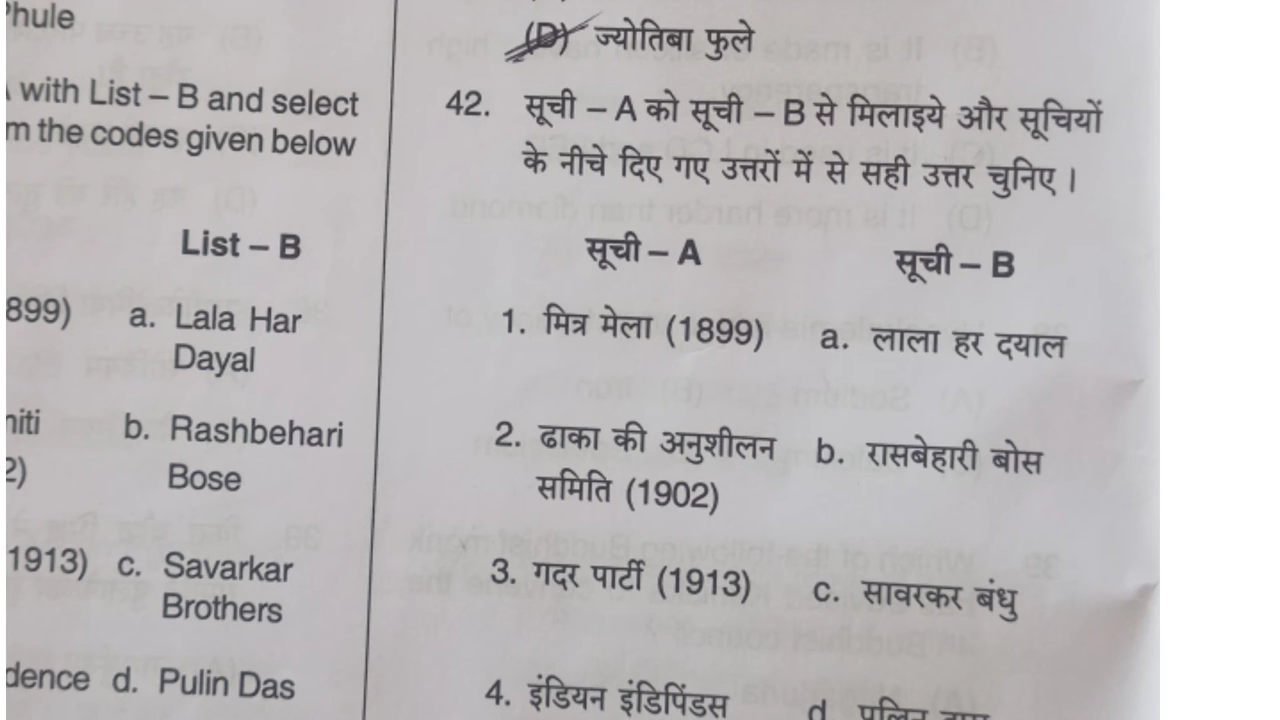 Phule
with List – B and select
m the codes given below
List – B
899) a. Lala Har
Dayal
niti b. Rashbehari
2) Bose
1913) c. Savarkar
Brothers
dence d. Pulin Das
(D) ज्योतिबा फुले
42. सूची – A को सूची – B से मिलाइये और सूचियों
के नीचे दिए गए उत्तरों में से सही उत्तर चुनिए ।
सूची – A सूची – B
1. मित्र मेला (1899) a. लाला हर दयाल
2. ढाका की अनुशीलन b. रासबेहारी बोस
समिति (1902)
3. गदर पार्टी (1913) c. सावरकर बंधु
4. इंडियन इंडिपिंडस d.